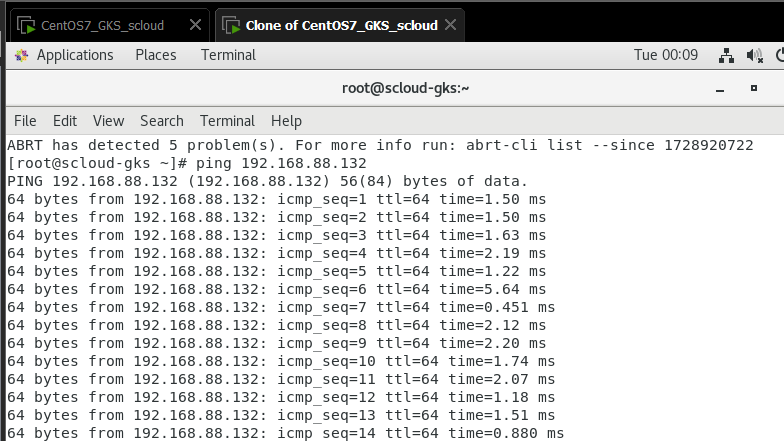 CentOS7_GKS_scloud
Clone of CentOS7_GKS_scloud
Applications Places Terminal Tue 00:09
root@scloud-gks:~
File Edit View Search Terminal Help
ABRT has detected 5 problem(s). For more info run: abrt-cli list --since 1728920722
[root@scloud-gks ~]# ping 192.168.88.132
PING 192.168.88.132 (192.168.88.132) 56(84) bytes of data.
64 bytes from 192.168.88.132: icmp_seq=1 ttl=64 time=1.50 ms
64 bytes from 192.168.88.132: icmp_seq=2 ttl=64 time=1.50 ms
64 bytes from 192.168.88.132: icmp_seq=3 ttl=64 time=1.63 ms
64 bytes from 192.168.88.132: icmp_seq=4 ttl=64 time=2.19 ms
64 bytes from 192.168.88.132: icmp_seq=5 ttl=64 time=1.22 ms
64 bytes from 192.168.88.132: icmp_seq=6 ttl=64 time=5.64 ms
64 bytes from 192.168.88.132: icmp_seq=7 ttl=64 time=0.451 ms
64 bytes from 192.168.88.132: icmp_seq=8 ttl=64 time=2.12 ms
64 bytes from 192.168.88.132: icmp_seq=9 ttl=64 time=2.20 ms
64 bytes from 192.168.88.132: icmp_seq=10 ttl=64 time=1.74 ms
64 bytes from 192.168.88.132: icmp_seq=11 ttl=64 time=2.07 ms
64 bytes from 192.168.88.132: icmp_seq=12 ttl=64 time=1.18 ms
64 bytes from 192.168.88.132: icmp_seq=13 ttl=64 time=1.51 ms
64 bytes from 192.168.88.132: icmp_seq=14 ttl=64 time=0.880 ms